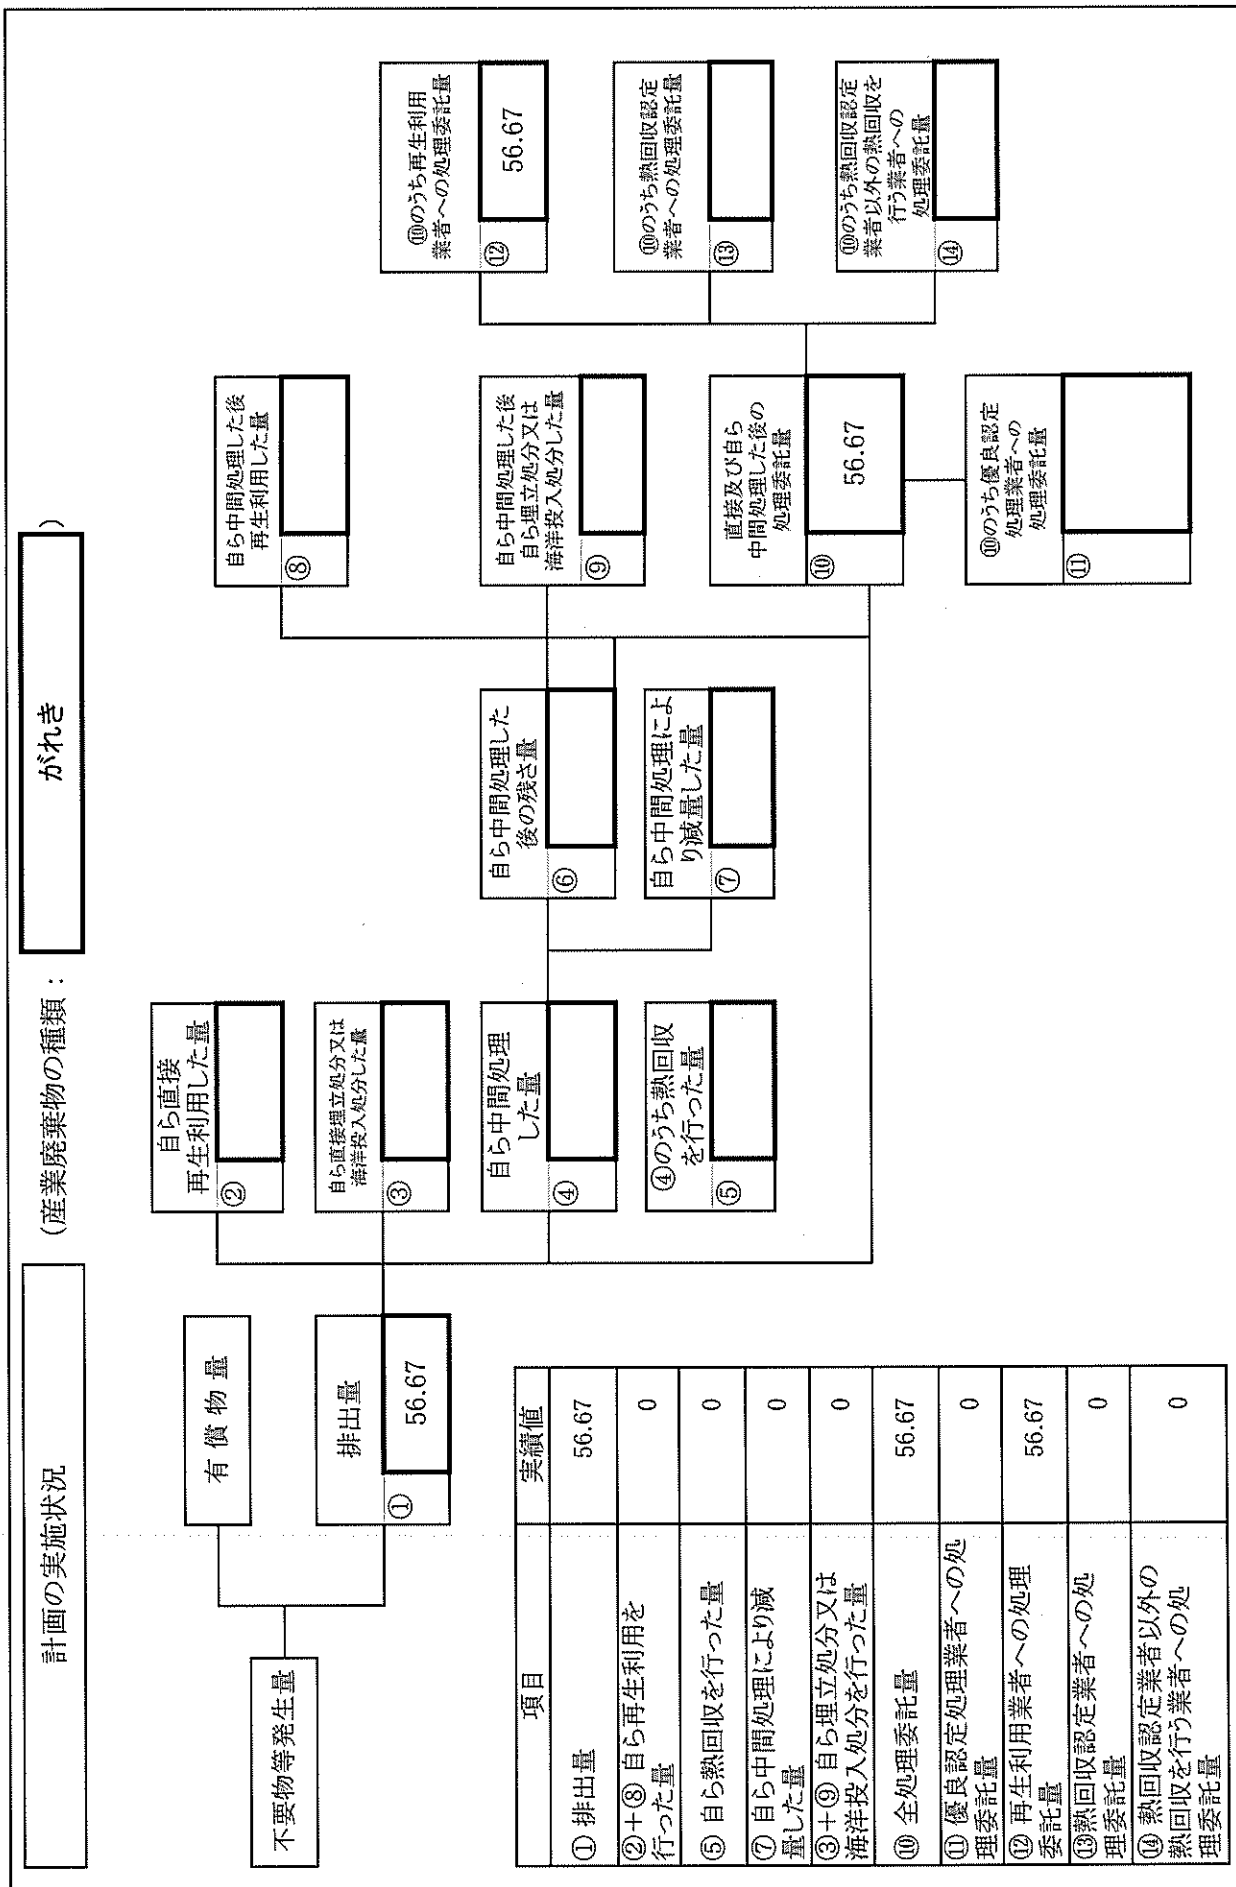 計画の実施状況
(産業廃棄物の種類：
がれき
)
不要物等発生量
有償物量
排出量
①
56.67
自ら直接
再生利用した量
②
自ら直接埋立処分又は
海洋投入処分した量
③
自ら中間処理
した量
④
④のうち熱回収
を行った量
⑤
自ら中間処理した
後の残さ量
⑥
自ら中間処理によ
り減量した量
⑦
自ら中間処理した後
再生利用した量
⑧
自ら中間処理した後
自ら埋立処分又は
海洋投入処分した量
⑨
直接及び自ら
中間処理した後の
処理委託量
⑩
56.67
⑩のうち優良認定
処理業者への
処理委託量
⑪
⑩のうち再生利用
業者への処理委託量
⑫
56.67
⑩のうち熱回収認定
業者への処理委託量
⑬
⑩のうち熱回収認定
業者以外の熱回収を
行う業者への
処理委託量
⑭
項目
実績値
① 排出量
56.67
②+⑧ 自ら再生利用を
行った量
0
⑤ 自ら熱回収を行った量
0
⑦ 自ら中間処理により減
量した量
0
③+⑨ 自ら埋立処分又は
海洋投入処分を行った量
0
⑩ 全処理委託量
56.67
⑪ 優良認定処理業者への処
理委託量
0
⑫ 再生利用業者への処理
委託量
56.67
⑬熱回収認定業者への処
理委託量
0
⑭ 熱回収認定業者以外の
熱回収を行う業者への処
理委託量
0